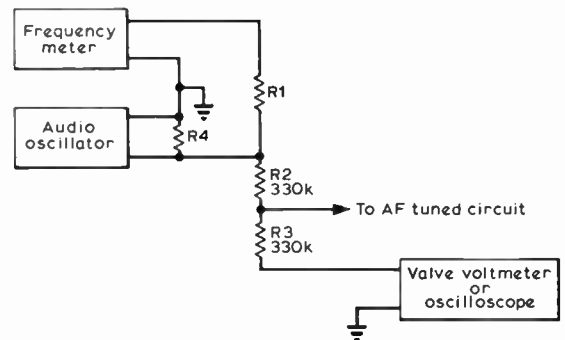 Frequency
meter
R1
Audio
oscillator
R4
R2
330k
To AF tuned circuit
R3
330k
Valve voltmeter
or
oscilloscope